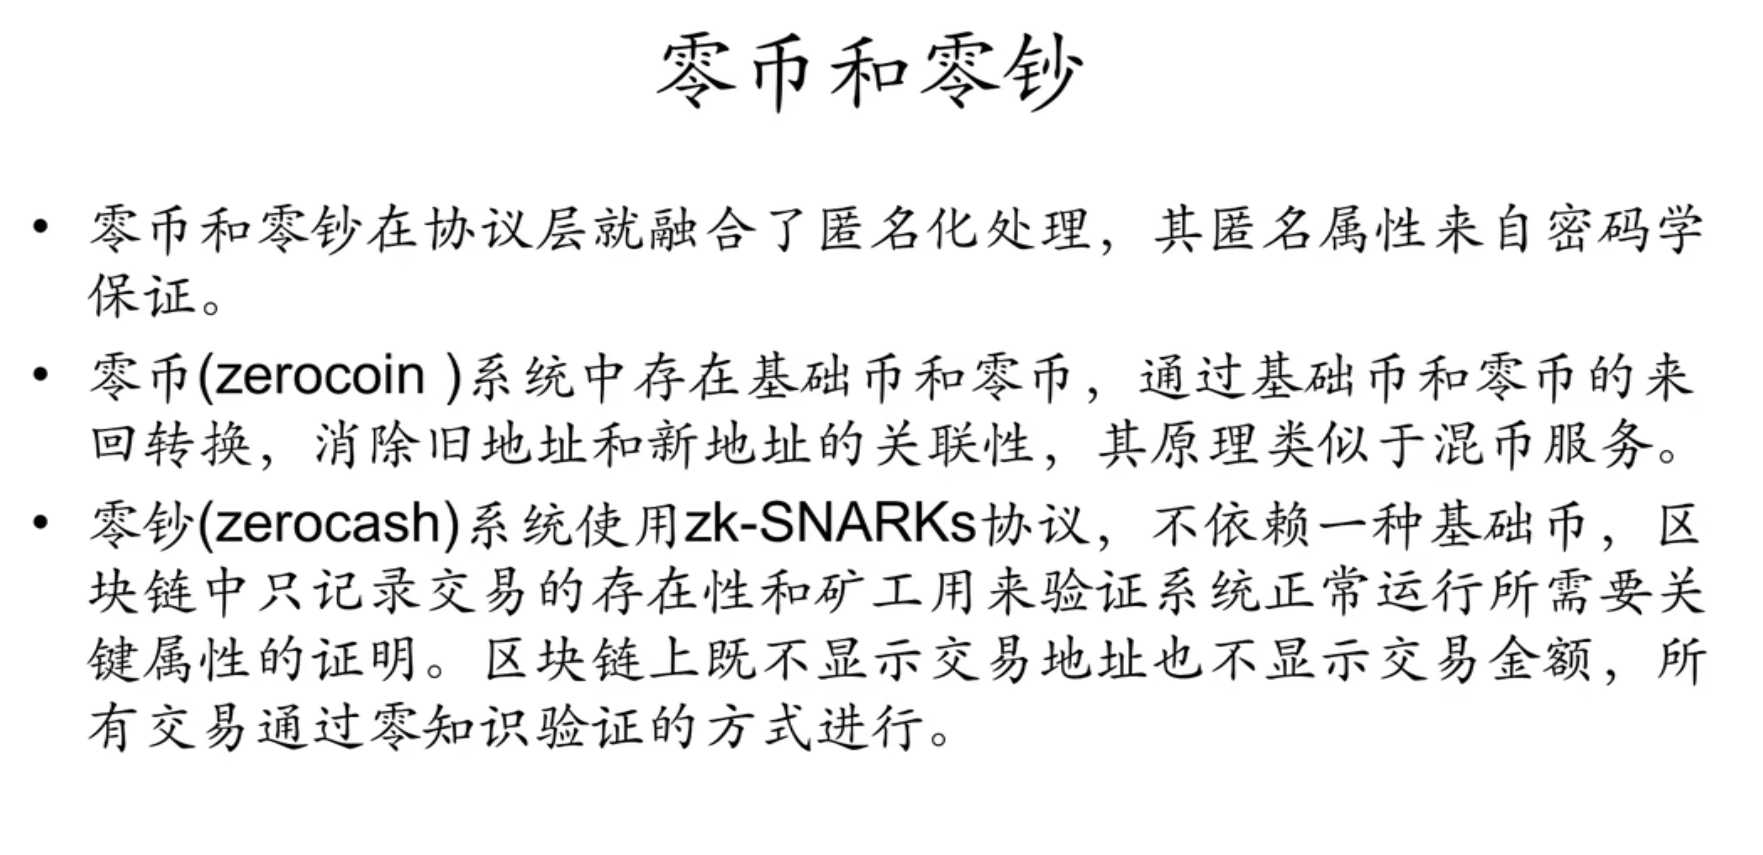 零币和零钞
• 零币和零钞在协议层就融合了匿名化处理，其匿名属性来自密码学
保证。
• 零币(zerocoin )系统中存在基础币和零币，通过基础币和零币的来
回转换，消除旧地址和新地址的关联性，其原理类似于混币服务。
• 零钞(zerocash)系统使用zk-SNARKs协议，不依赖一种基础币，区
块链中只记录交易的存在性和矿工用来验证系统正常运行所需要关
键属性的证明。区块链上既不显示交易地址也不显示交易金额，所
有交易通过零知识验证的方式进行。